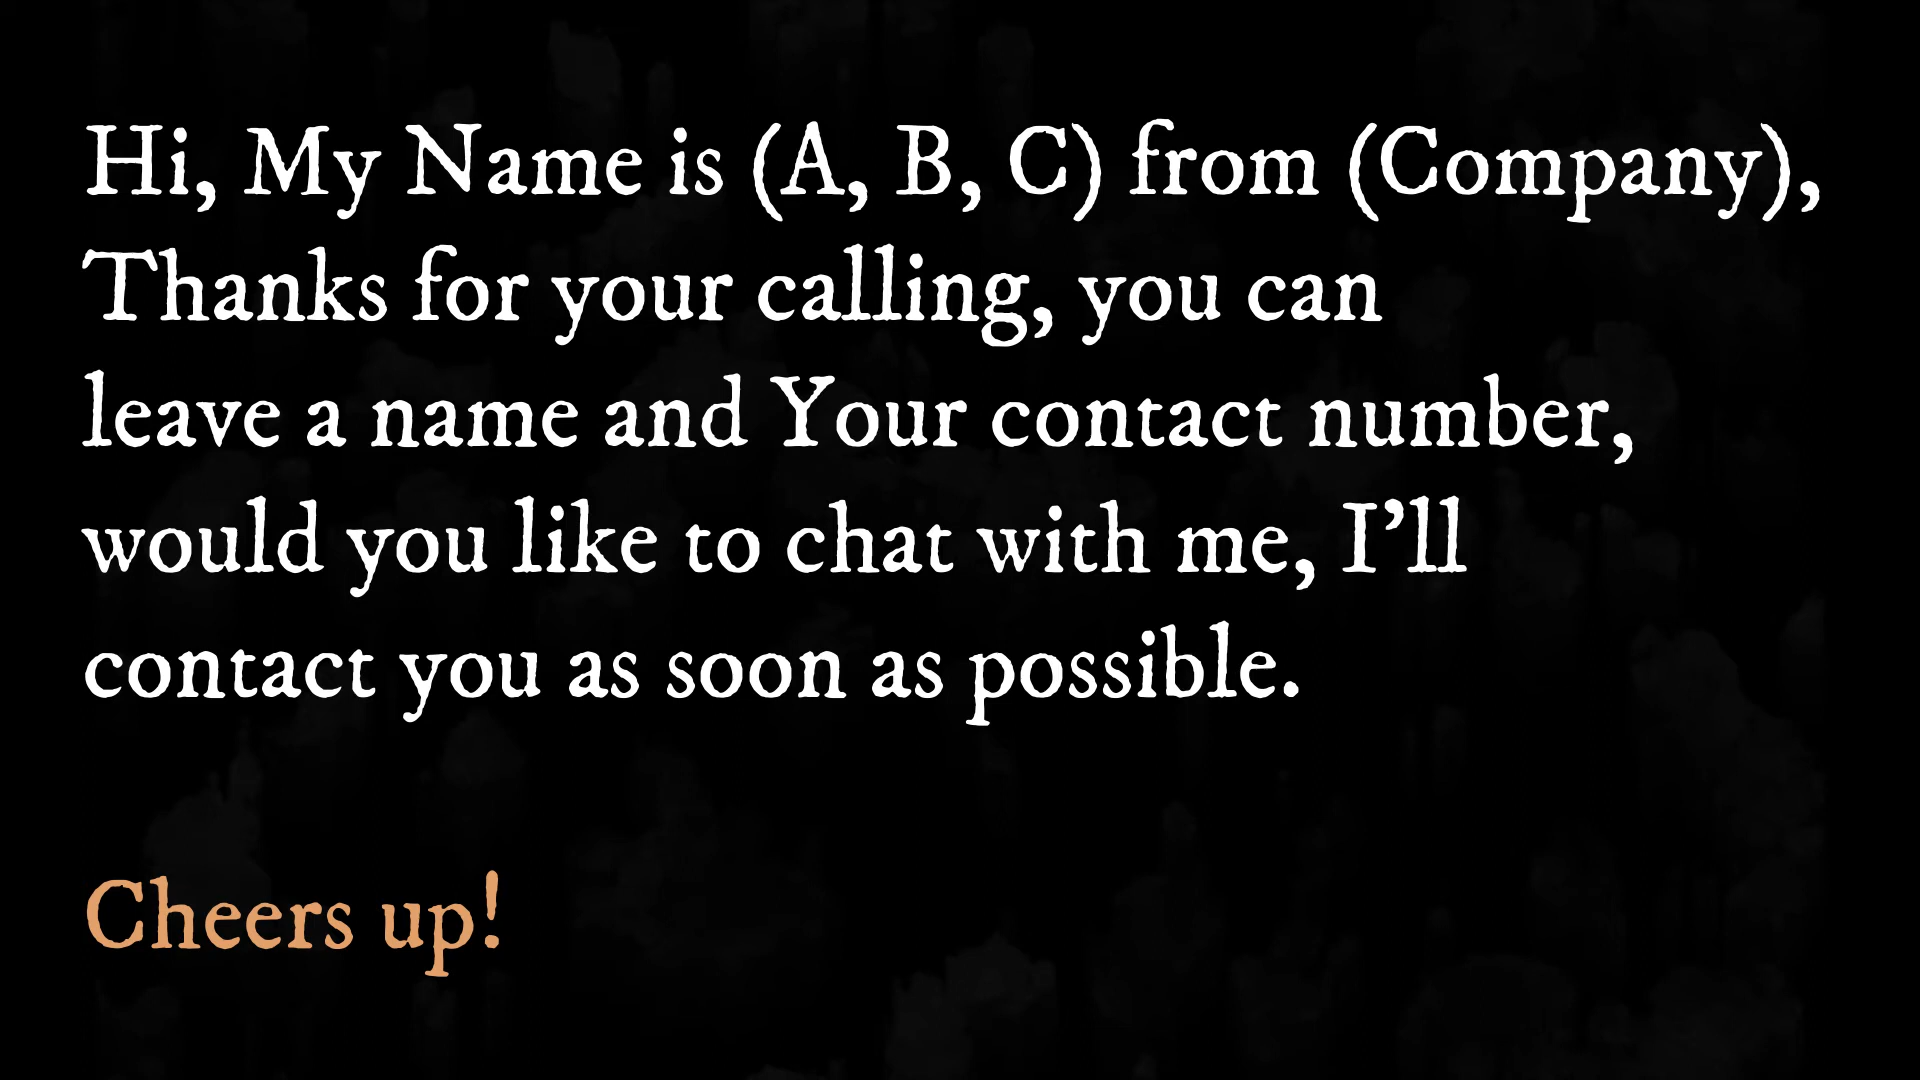 Hi, My Name is (A, B, C) from (Company),
Thanks for your calling, you can
leave a name and Your contact number,
would you like to chat with me, I’ll
contact you as soon as possible.
Cheers up!